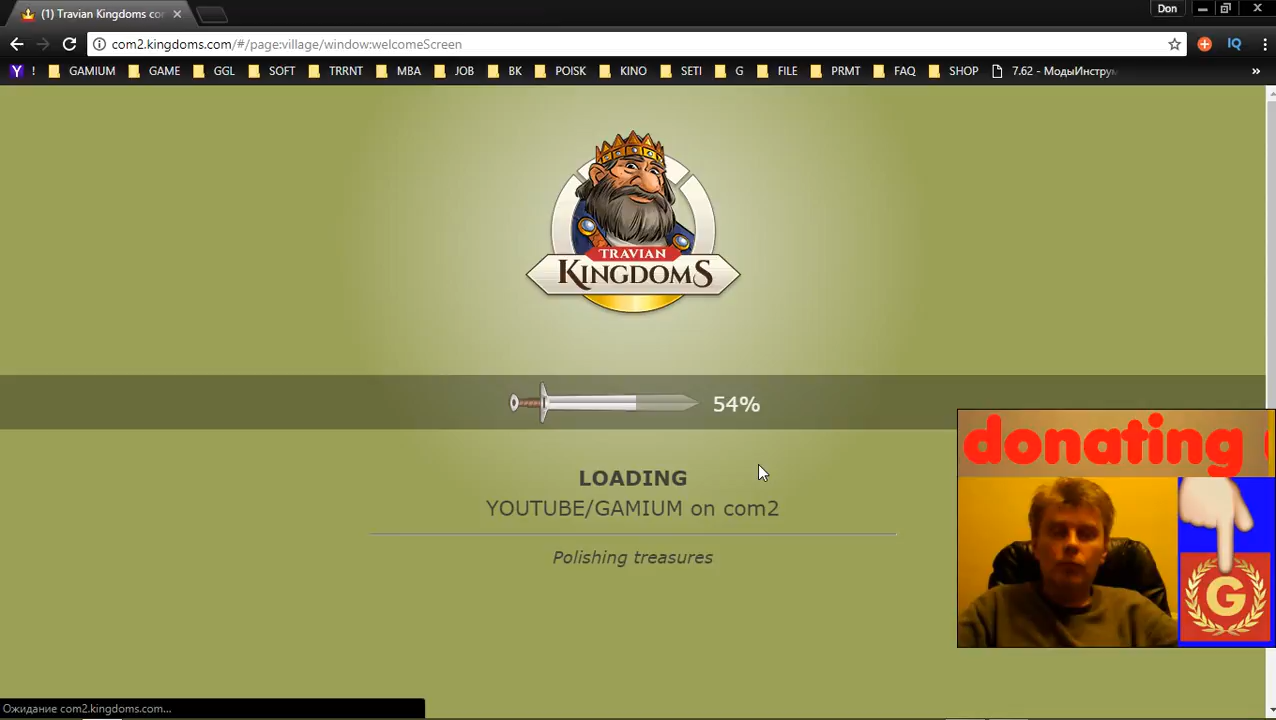 Don
(1) Travian Kingdoms co
com2.kingdoms.com/#/page:village/window:welcomeScreen
IQ
Y ! GAMIUM GAME GGL SOFT TRRNT MBA JOB BK POISK KINO SETI G FILE PRMT FAQ SHOP 7.62 - МодыИнструм »
TRAVIAN
KINGDOMS
54%
donating
LOADING
YOUTUBE/GAMIUM on com2
Polishing treasures
G
Ожидание com2.kingdoms.com...